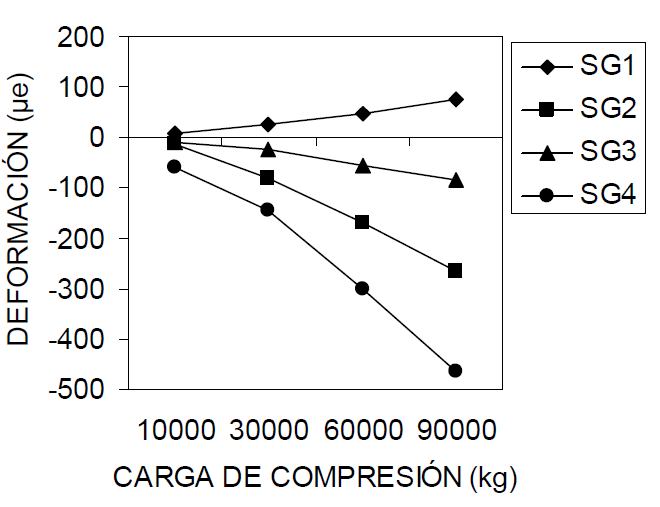 200
100
0
-100
-200
-300
-400
-500
DEFORMACIÓN (µe)
10000 30000 60000 90000
CARGA DE COMPRESIÓN (kg)
SG1
SG2
SG3
SG4